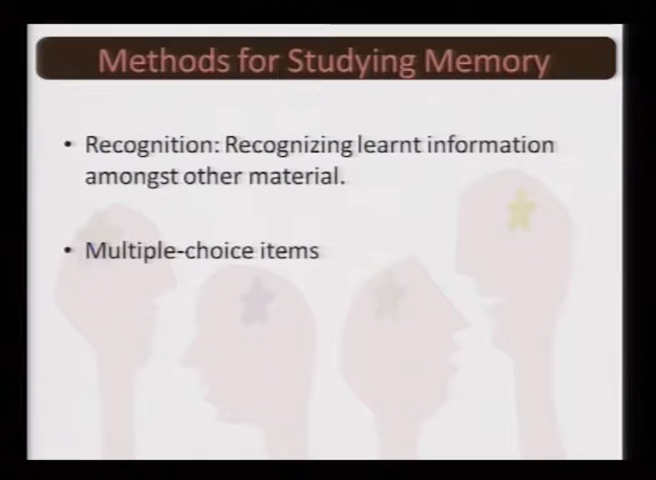 Methods for Studying Memory
• Recognition: Recognizing learnt information
amongst other material.
• Multiple-choice items